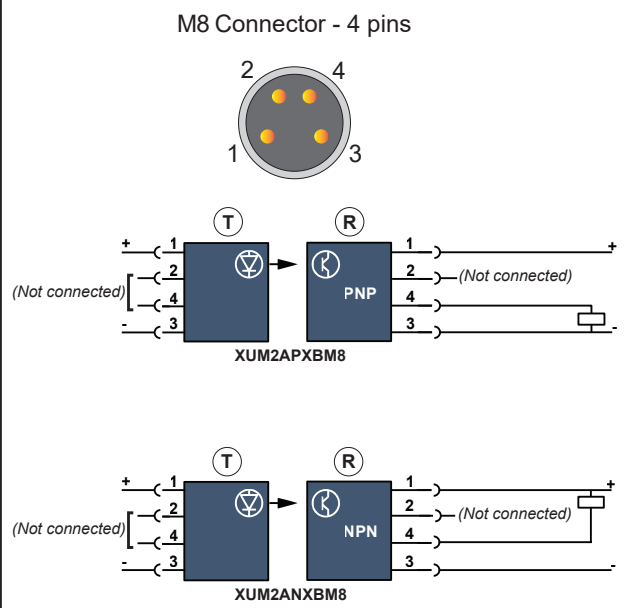 M8 Connector - 4 pins
2 4
1 3
T R
+ 1 1 +
2 2 (Not connected)
(Not connected) PNP
4 4
- 3 3 -
XUM2APXBM8
T R
+ 1 1 +
2 2 (Not connected)
(Not connected) NPN
4 4
- 3 3 -
XUM2ANXBM8